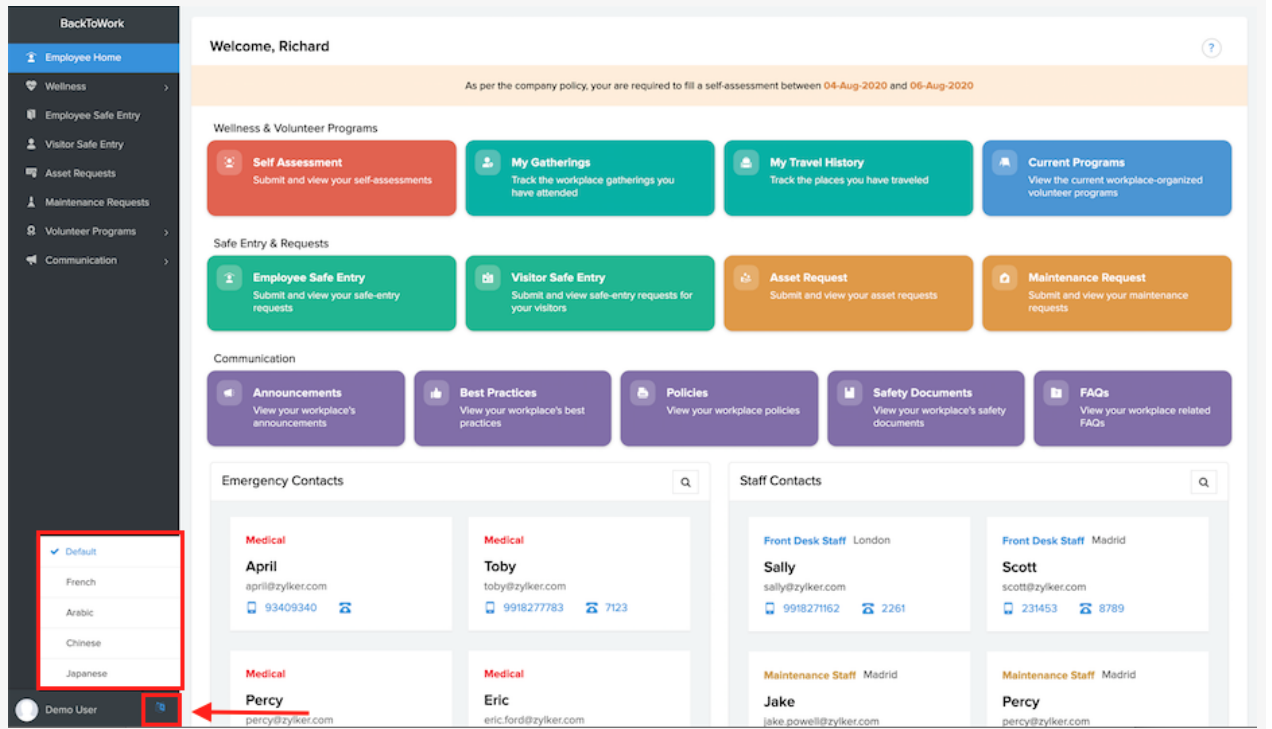 BackToWork
Employee Home
Wellness
Employee Safe Entry
Visitor Safe Entry
Asset Requests
Maintenance Requests
Volunteer Programs
Communication
Default
French
Arabic
Chinese
Japanese
Demo User
Welcome, Richard
?
As per the company policy, your are required to fill a self-assessment between 04-Aug-2020 and 06-Aug-2020
Wellness & Volunteer Programs
Self Assessment
Submit and view your self-assessments
My Gatherings
Track the workplace gatherings you
have attended
My Travel History
Track the places you have traveled
Current Programs
View the current workplace-organized
volunteer programs
Safe Entry & Requests
Employee Safe Entry
Submit and view your safe-entry
requests
Visitor Safe Entry
Submit and view safe-entry requests for
your visitors
Asset Request
Submit and view your asset requests
Maintenance Request
Submit and view your maintenance
requests
Communication
Announcements
View your workplace's
announcements
Best Practices
View your workplace's best
practices
Policies
View your workplace policies
Safety Documents
View your workplace's safety
documents
FAQs
View your workplace related
FAQs
Emergency Contacts
Medical
April
april@zylker.com
93409340
Medical
Toby
toby@zylker.com
9918277783 7123
Medical
Percy
percy@zylker.com
Medical
Eric
eric.ford@zylker.com
Staff Contacts
Front Desk Staff London
Sally
sally@zylker.com
9918271162 2261
Front Desk Staff Madrid
Scott
scott@zylker.com
231453 8789
Maintenance Staff Madrid
Jake
jake.powell@zylker.com
Maintenance Staff Madrid
Percy
percy@zylker.com